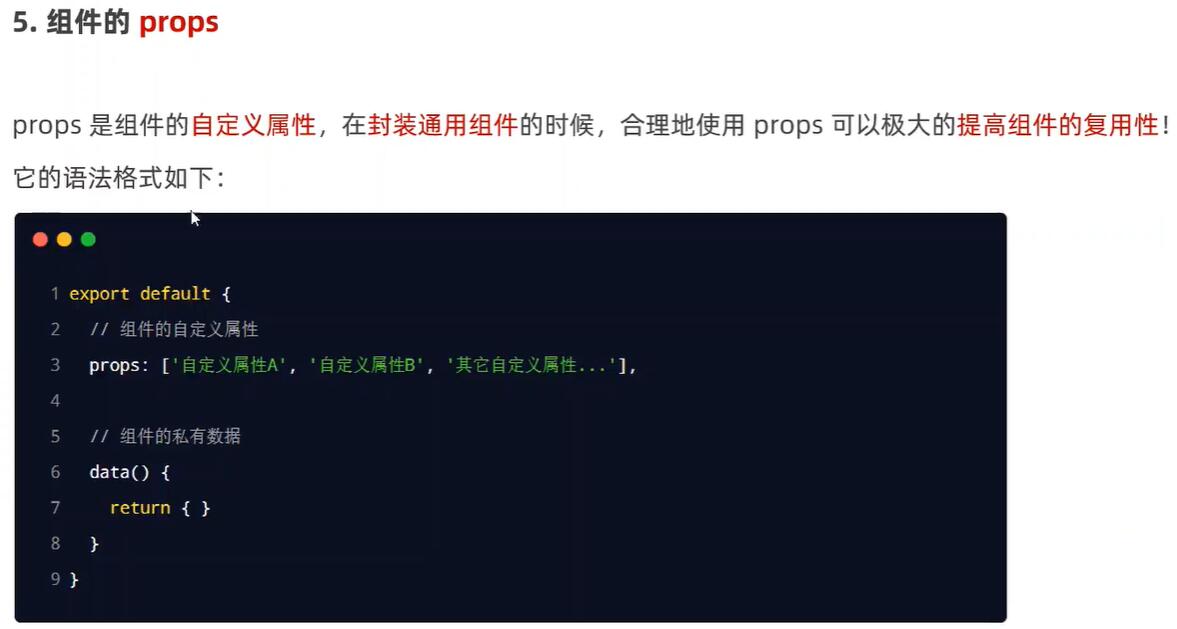 5. 组件的 props
props 是组件的自定义属性，在封装通用组件的时候，合理地使用 props 可以极大的提高组件的复用性！
它的语法格式如下：
1 export default {
2   // 组件的自定义属性
3   props: ['自定义属性A', '自定义属性B', '其它自定义属性...'],
4
5   // 组件的私有数据
6   data() {
7     return { }
8   }
9 }